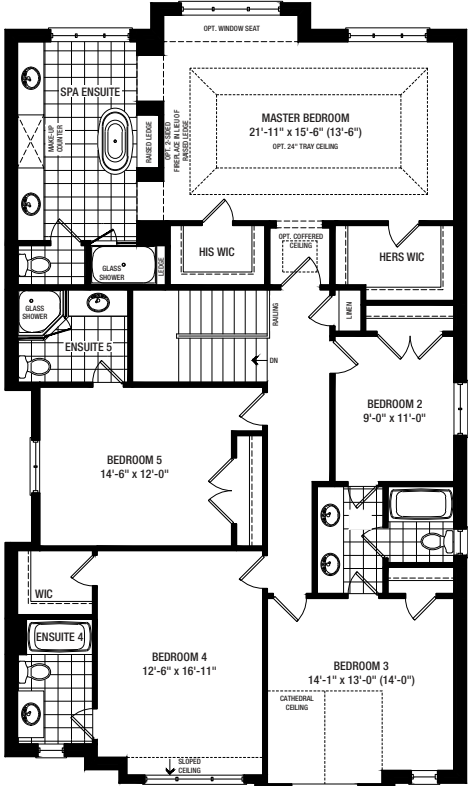 OPT. WINDOW SEAT
SPA ENSUITE
MAKE-UP
COUNTER
RAISED LEDGE
OPT. 2-SIDED
FIREPLACE IN LIEU OF
RAISED LEDGE
MASTER BEDROOM
21'-11" x 15'-6" (13'-6")
OPT. 24" TRAY CEILING
GLASS
SHOWER
LEDGE
HIS WIC
OPT. COFFERED
CEILING
HERS WIC
GLASS
SHOWER
ENSUITE 5
RAILING
DN
LINEN
BEDROOM 2
9'-0" x 11'-0"
BEDROOM 5
14'-6" x 12'-0"
WIC
ENSUITE 4
BEDROOM 4
12'-6" x 16'-11"
SLOPED
CEILING
BEDROOM 3
14'-1" x 13'-0" (14'-0")
CATHEDRAL
CEILING